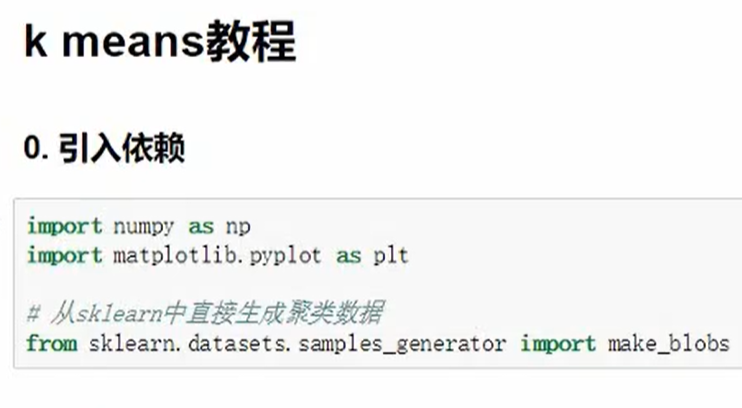 k means教程
0. 引入依赖
import numpy as np
import matplotlib.pyplot as plt
# 从sklearn中直接生成聚类数据
from sklearn.datasets.samples_generator import make_blobs